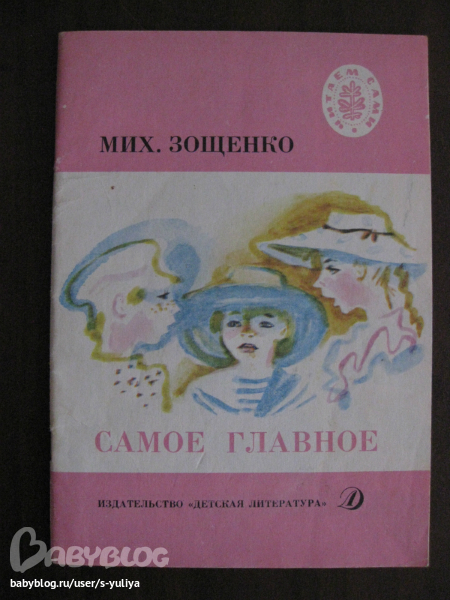 ЧИТАЕМ САМИ
МИХ. ЗОЩЕНКО
САМОЕ ГЛАВНОЕ
ИЗДАТЕЛЬСТВО «ДЕТСКАЯ ЛИТЕРАТУРА»
BABYBLOG
babyblog.ru/user/s-yuliya